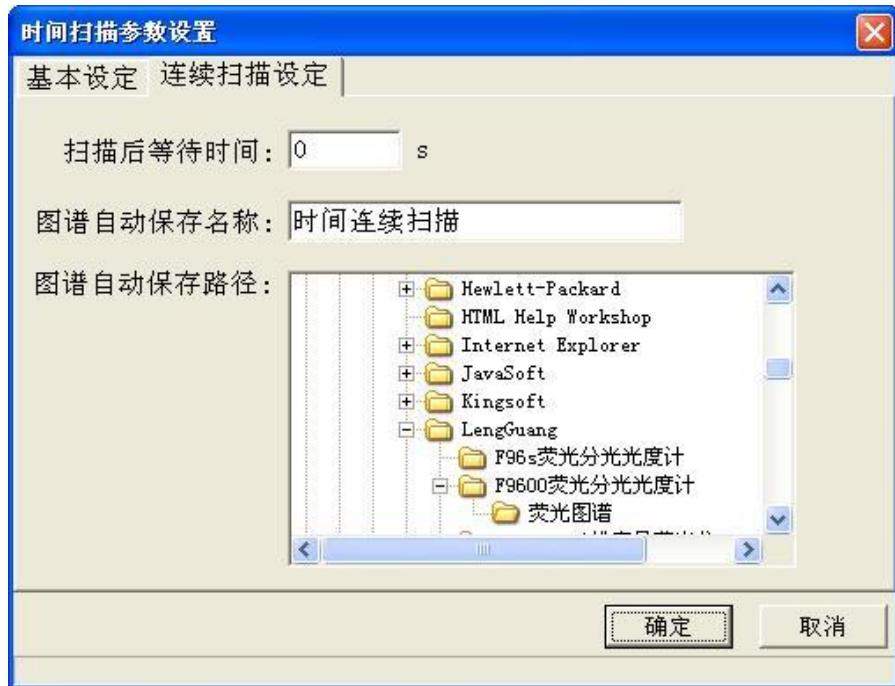 时间扫描参数设置
基本设定 连续扫描设定
扫描后等待时间: 0 s
图谱自动保存名称: 时间连续扫描
图谱自动保存路径:
Hewlett-Packard
HTML Help Workshop
Internet Explorer
JavaSoft
Kingsoft
LengGuang
F96s荧光分光光度计
F9600荧光分光光度计
荧光图谱
确定 取消